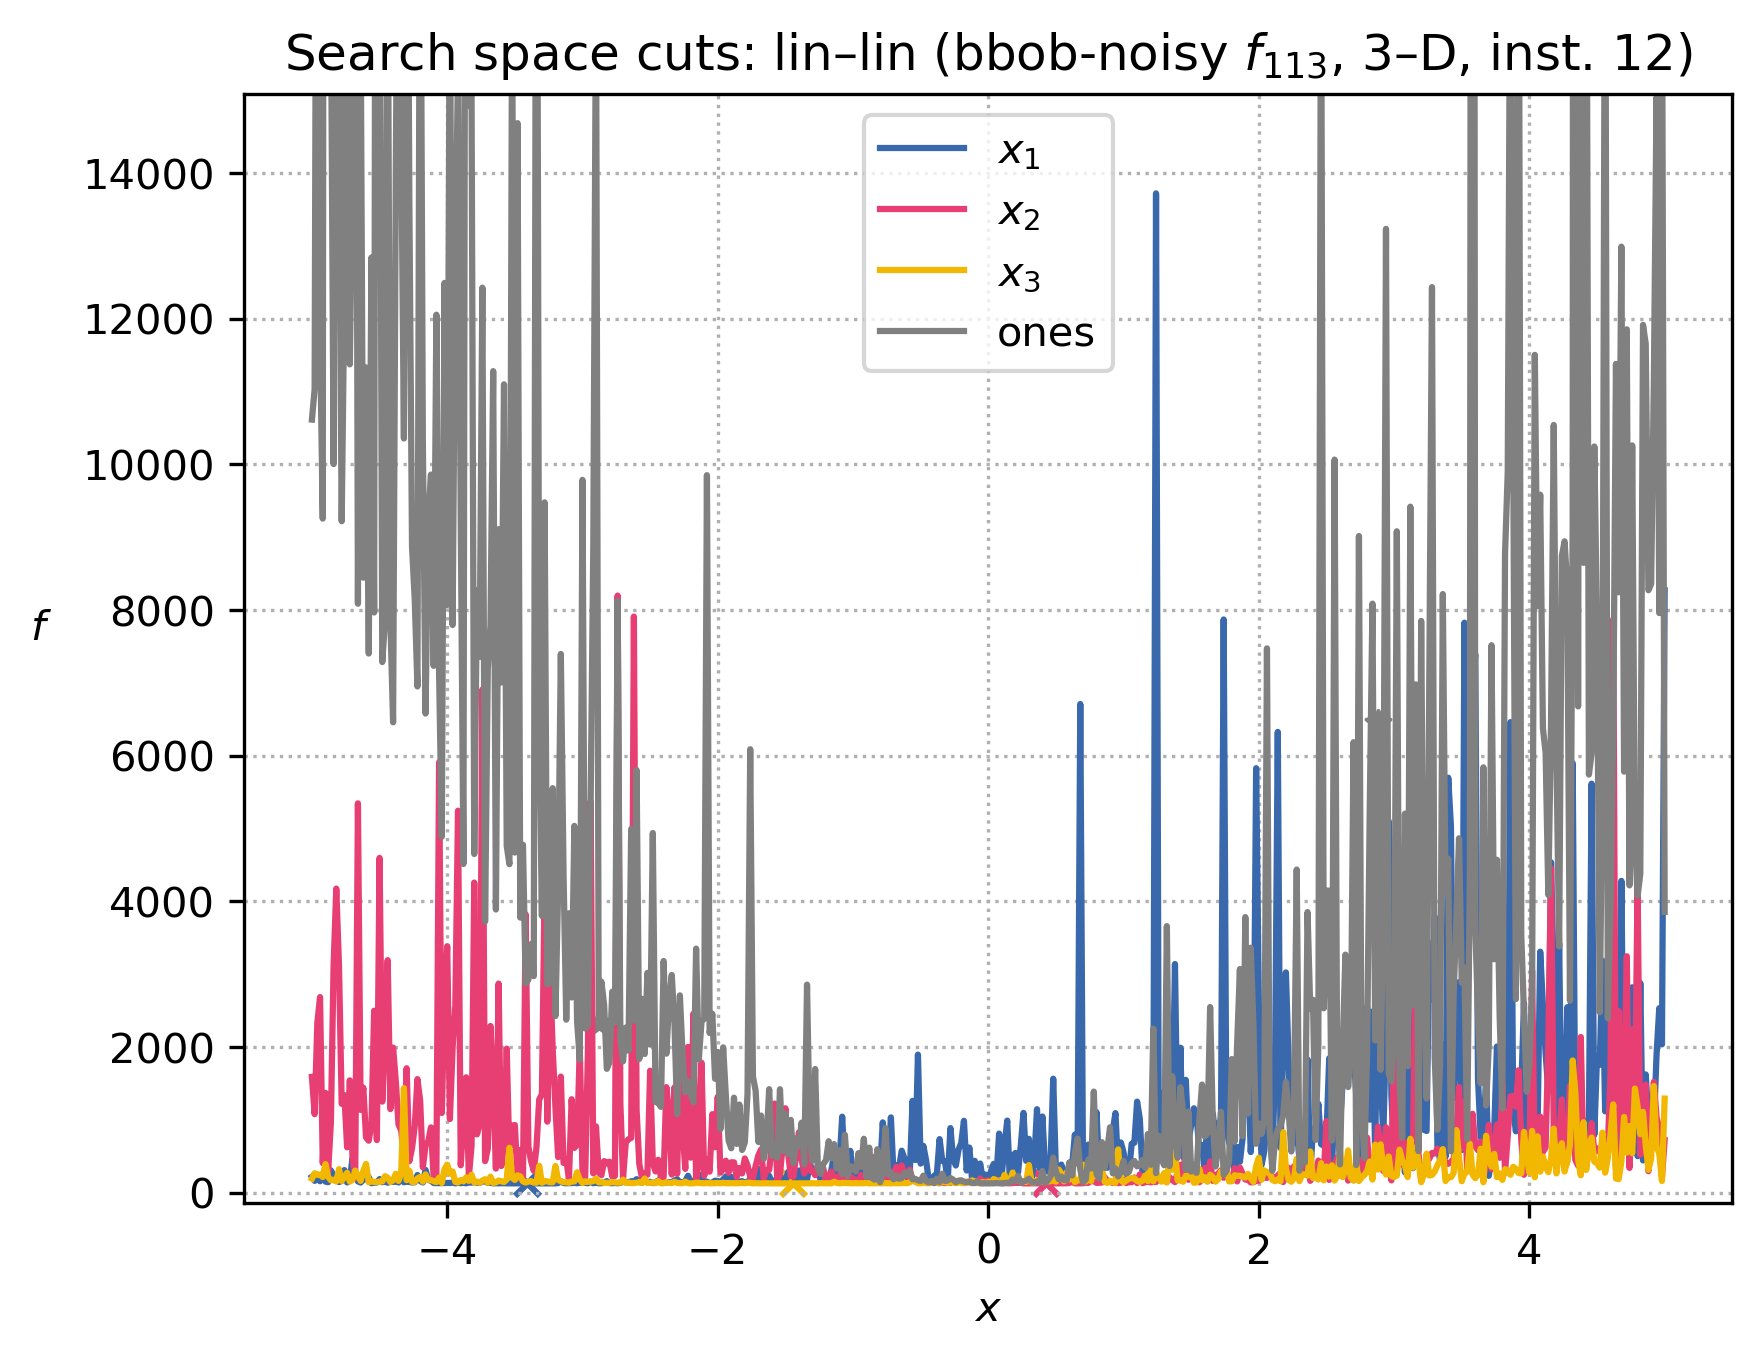 Search space cuts: lin–lin (bbob-noisy f₁₁₃, 3–D, inst. 12)
x₁
x₂
x₃
ones
14000
12000
10000
8000
6000
4000
2000
0
f
−4 −2 0 2 4
x